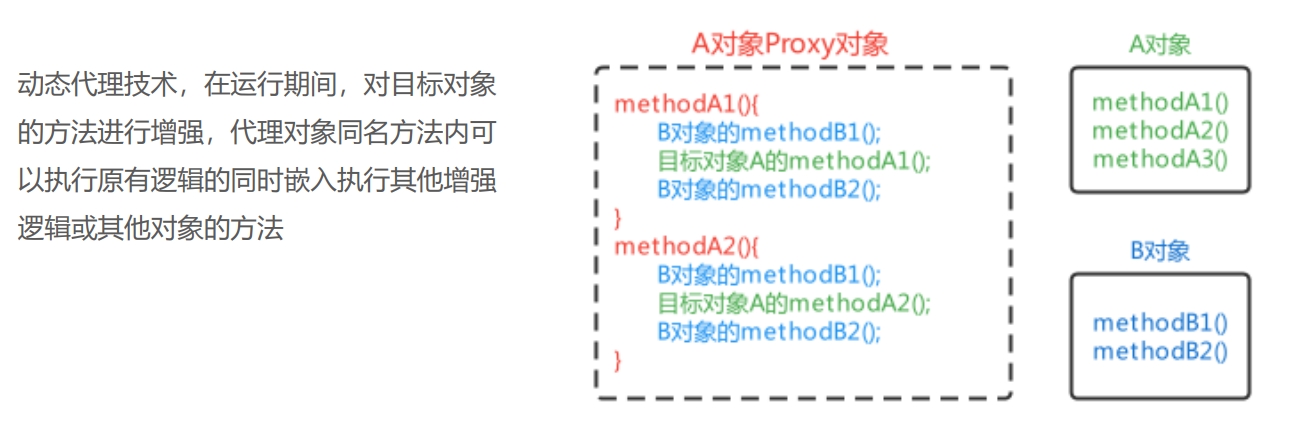 动态代理技术，在运行期间，对目标对象
的方法进行增强，代理对象同名方法内可
以执行原有逻辑的同时嵌入执行其他增强
逻辑或其他对象的方法
A对象Proxy对象
methodA1(){
B对象的methodB1();
目标对象A的methodA1();
B对象的methodB2();
}
methodA2(){
B对象的methodB1();
目标对象A的methodA2();
B对象的methodB2();
}
A对象
methodA1()
methodA2()
methodA3()
B对象
methodB1()
methodB2()